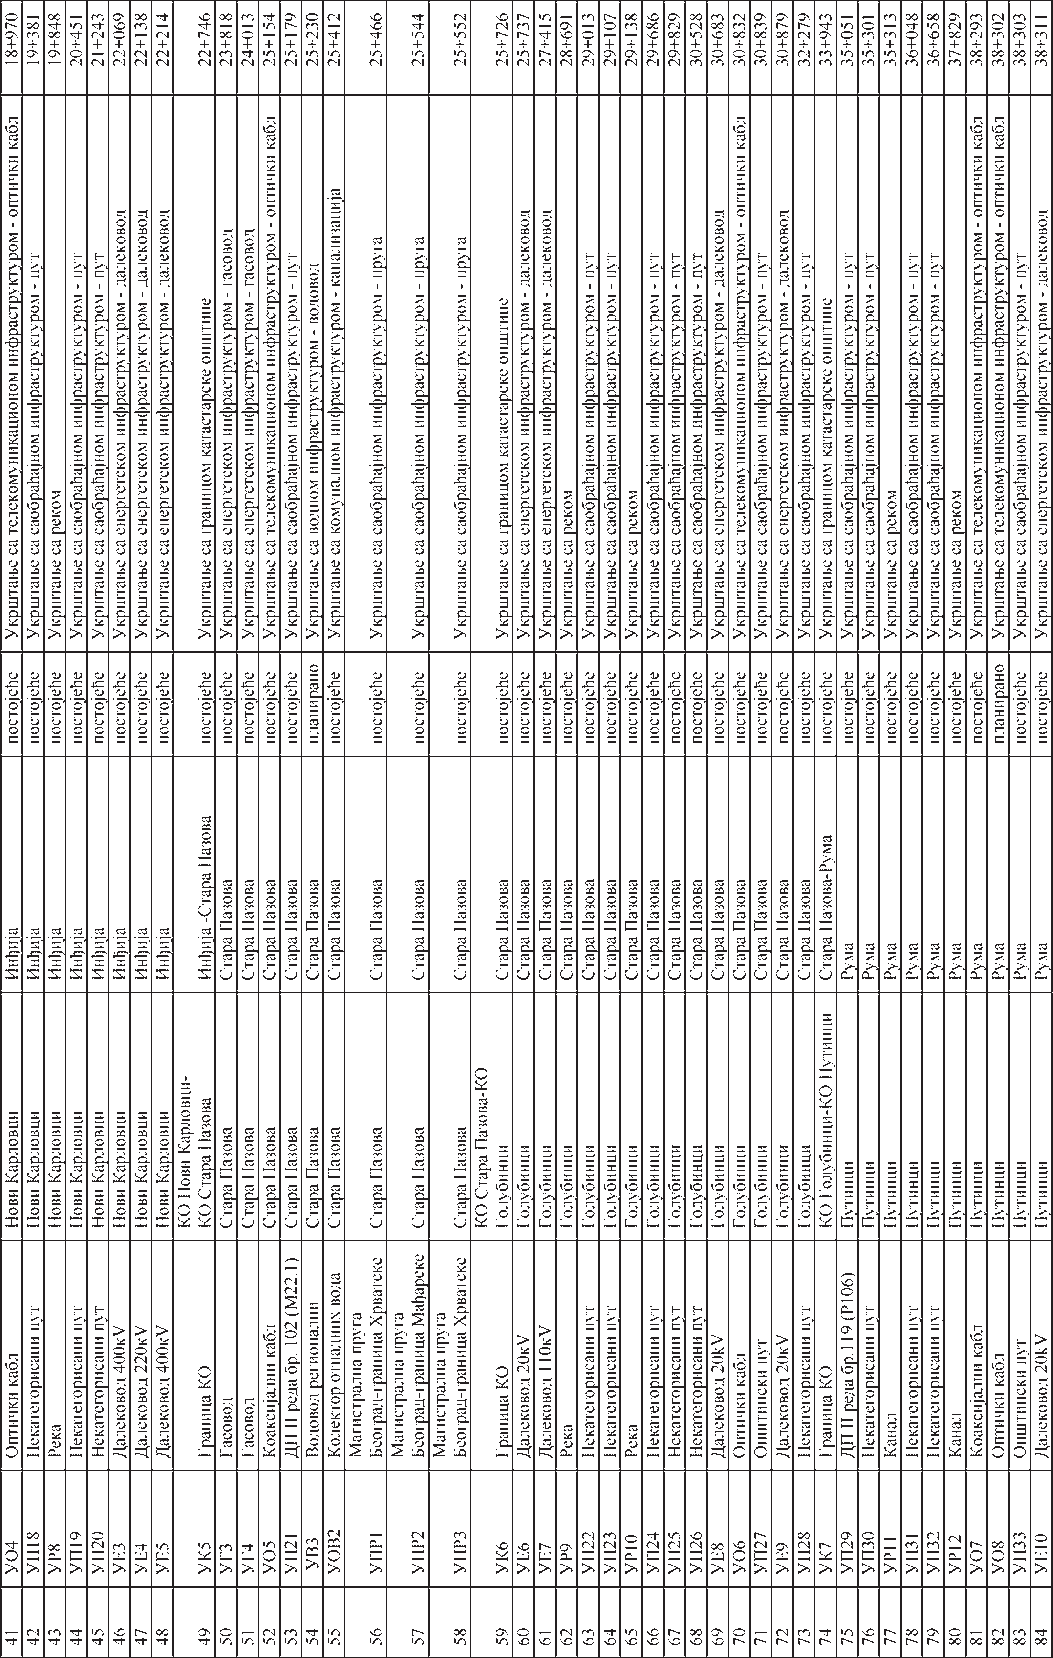 41 УО4 Оптички кабл Нови Карловци Инђија постојеће Укрштање са телекомуникационом инфраструктуром - оптички кабл 18+970
42 УП18 Некатегорисани пут Нови Карловци Инђија постојеће Укрштање са саобраћајном инфраструктуром - пут 19+381
43 УР8 Река Нови Карловци Инђија постојеће Укрштање са реком 19+848
44 УП19 Некатегорисани пут Нови Карловци Инђија постојеће Укрштање са саобраћајном инфраструктуром - пут 20+451
45 УП20 Некатегорисани пут Нови Карловци Инђија постојеће Укрштање са саобраћајном инфраструктуром - пут 21+243
46 УЕ3 Далековод 400кV Нови Карловци Инђија постојеће Укрштање са енергетском инфраструктуром - далековод 22+069
47 УЕ4 Далековод 220кV Нови Карловци Инђија постојеће Укрштање са енергетском инфраструктуром - далековод 22+138
48 УЕ5 Далековод 400кV Нови Карловци Инђија постојеће Укрштање са енергетском инфраструктуром - далековод 22+214
КО Нови Карловци-
49 УК5 Граница КО КО Стара Пазова Инђија -Стара Пазова постојеће Укрштање са границом катастарске општине 22+746
50 УГ3 Гасовод Стара Пазова Стара Пазова постојеће Укрштање са енергетском инфраструктуром - гасовод 23+818
51 УГ4 Гасовод Стара Пазова Стара Пазова постојеће Укрштање са енергетском инфраструктуром - гасовод 24+013
52 УО5 Коаксијални кабл Стара Пазова Стара Пазова постојеће Укрштање са телекомуникационом инфраструктуром - оптички кабл 25+154
53 УП21 ДП II реда бр. 102 (М22.1) Стара Пазова Стара Пазова постојеће Укрштање са саобраћајном инфраструктуром - пут 25+179
54 УВ3 Водовод регионални Стара Пазова Стара Пазова планирано Укрштање са водном инфраструктуром - водовод 25+230
55 УОВ2 Колектор отпадних вода Стара Пазова Стара Пазова постојеће Укрштање са комуналном инфраструктуром - канализација 25+412
Магистрална пруга
56 УПР1 Београд-граница Хрватске Стара Пазова Стара Пазова постојеће Укрштање са саобраћајном инфраструктуром - пруга 25+466
Магистрална пруга
57 УПР2 Београд-граница Мађарске Стара Пазова Стара Пазова постојеће Укрштање са саобраћајном инфраструктуром - пруга 25+544
Магистрална пруга
58 УПР3 Београд-граница Хрватске Стара Пазова Стара Пазова постојеће Укрштање са саобраћајном инфраструктуром - пруга 25+552
КО Стара Пазова-КО
59 УК6 Граница КО Голубинци Стара Пазова постојеће Укрштање са границом катастарске општине 25+726
60 УЕ6 Далековод 20кV Голубинци Стара Пазова постојеће Укрштање са енергетском инфраструктуром - далековод 25+737
61 УЕ7 Далековод 110кV Голубинци Стара Пазова постојеће Укрштање са енергетском инфраструктуром - далековод 27+415
62 УР9 Река Голубинци Стара Пазова постојеће Укрштање са реком 28+691
63 УП22 Некатегорисани пут Голубинци Стара Пазова постојеће Укрштање са саобраћајном инфраструктуром - пут 29+013
64 УП23 Некатегорисани пут Голубинци Стара Пазова постојеће Укрштање са саобраћајном инфраструктуром - пут 29+107
65 УР10 Река Голубинци Стара Пазова постојеће Укрштање са реком 29+138
66 УП24 Некатегорисани пут Голубинци Стара Пазова постојеће Укрштање са саобраћајном инфраструктуром - пут 29+686
67 УП25 Некатегорисани пут Голубинци Стара Пазова постојеће Укрштање са саобраћајном инфраструктуром - пут 29+829
68 УП26 Некатегорисани пут Голубинци Стара Пазова постојеће Укрштање са саобраћајном инфраструктуром - пут 30+528
69 УЕ8 Далековод 20кV Голубинци Стара Пазова постојеће Укрштање са енергетском инфраструктуром - далековод 30+683
70 УО6 Оптички кабл Голубинци Стара Пазова постојеће Укрштање са телекомуникационом инфраструктуром - оптички кабл 30+832
71 УП27 Општински пут Голубинци Стара Пазова постојеће Укрштање са саобраћајном инфраструктуром - пут 30+839
72 УЕ9 Далековод 20кV Голубинци Стара Пазова постојеће Укрштање са енергетском инфраструктуром - далековод 30+879
73 УП28 Некатегорисани пут Голубинци Стара Пазова постојеће Укрштање са саобраћајном инфраструктуром - пут 32+279
74 УК7 Граница КО КО Голубинци-КО Путинци Стара Пазова-Рума постојеће Укрштање са границом катастарске општине 33+943
75 УП29 ДП II реда бр.119 (Р106) Путинци Рума постојеће Укрштање са саобраћајном инфраструктуром - пут 35+051
76 УП30 Некатегорисани пут Путинци Рума постојеће Укрштање са саобраћајном инфраструктуром - пут 35+301
77 УР11 Канал Путинци Рума постојеће Укрштање са реком 35+313
78 УП31 Некатегорисани пут Путинци Рума постојеће Укрштање са саобраћајном инфраструктуром - пут 36+048
79 УП32 Некатегорисани пут Путинци Рума постојеће Укрштање са саобраћајном инфраструктуром - пут 36+658
80 УР12 Канал Путинци Рума постојеће Укрштање са реком 37+829
81 УО7 Коаксијални кабл Путинци Рума постојеће Укрштање са телекомуникационом инфраструктуром - оптички кабл 38+293
82 УО8 Оптички кабл Путинци Рума планирано Укрштање са телекомуникационом инфраструктуром - оптички кабл 38+302
83 УП33 Општински пут Путинци Рума постојеће Укрштање са саобраћајном инфраструктуром - пут 38+303
84 УЕ10 Далековод 20кV Путинци Рума постојеће Укрштање са енергетском инфраструктуром - далековод 38+311